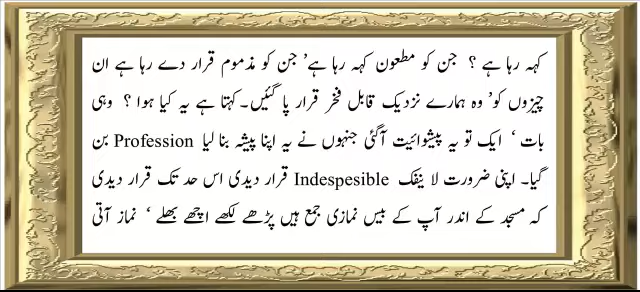 کہہ رہا ہے ؟ جن کو مطعون کہہ رہا ہے’ جن کو مذموم قرار دے رہا ہے ان
چیزوں کو’ وہ ہمارے نزدیک قابل فخر قرار پا گئیں۔کہتا ہے یہ کیا ہوا ؟ وہی
بات ‘ ایک تو یہ پیشوائیت آگئی جنہوں نے یہ اپنا پیشہ بنا لیا Profession بن
گیا۔ اپنی ضرورت لا ینفک Indespesible قرار دیدی اس حد تک قرار دیدی
کہ مسجد کے اندر آپ کے بیس نمازی جمع ہیں پڑھے لکھے اچھے بھلے ‘ نماز آتی